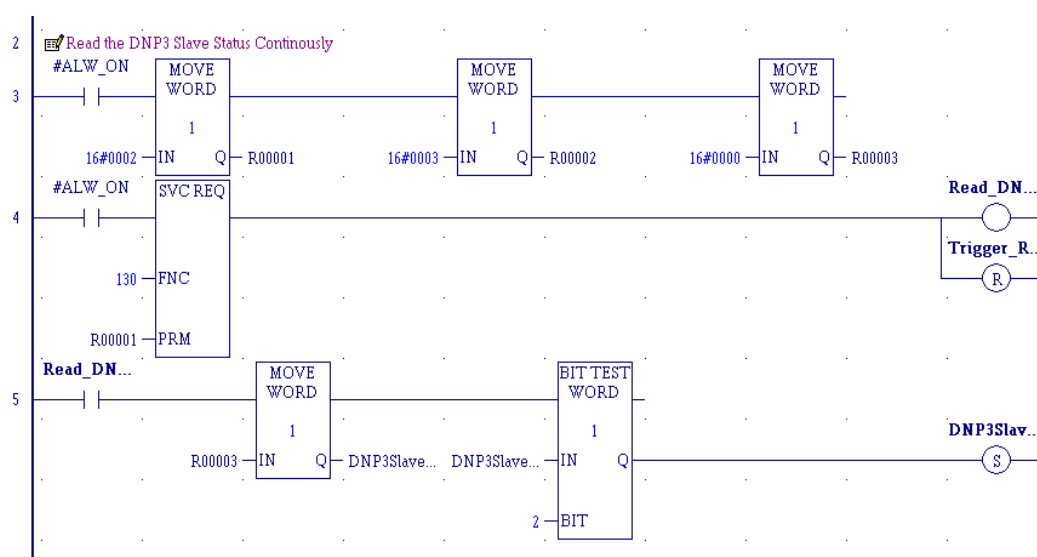 2 Read the DNP3 Slave Status Continously
#ALW_ON
MOVE WORD MOVE WORD MOVE WORD
3
1 1 1
16#0002 IN Q R00001 16#0003 IN Q R00002 16#0000 IN Q R00003
#ALW_ON SVC REQ Read_DN...
4
Trigger_R..
130 FNC R
R00001 PRM
Read_DN... MOVE WORD BIT TEST WORD
5
1 1 DNP3Slav..
R00003 IN Q DNP3Slave... DNP3Slave... IN Q S
2 BIT